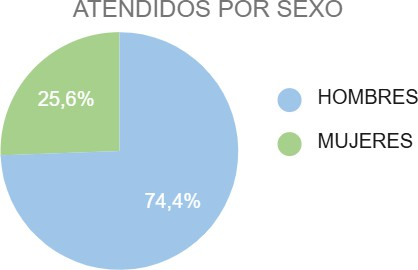 ATENDIDOS POR SEXO
25,6%
HOMBRES
MUJERES
74,4%